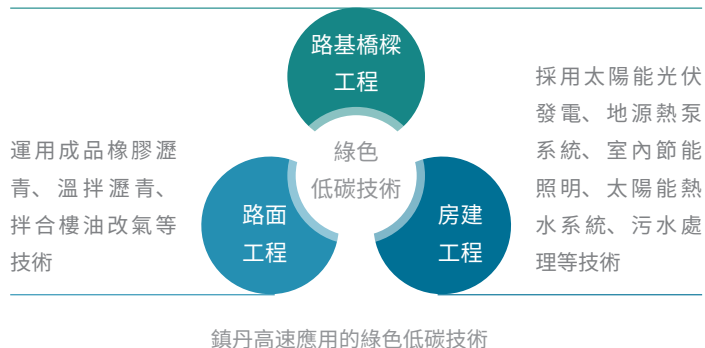 路基橋樑
工程
綠色
低碳技術
運用成品橡膠瀝
青、溫拌瀝青、
拌合樓油改氣等
技術
路面
工程
房建
工程
採用太陽能光伏
發電、地源熱泵
系統、室內節能
照明、太陽能熱
水系統、污水處
理等技術
鎮丹高速應用的綠色低碳技術